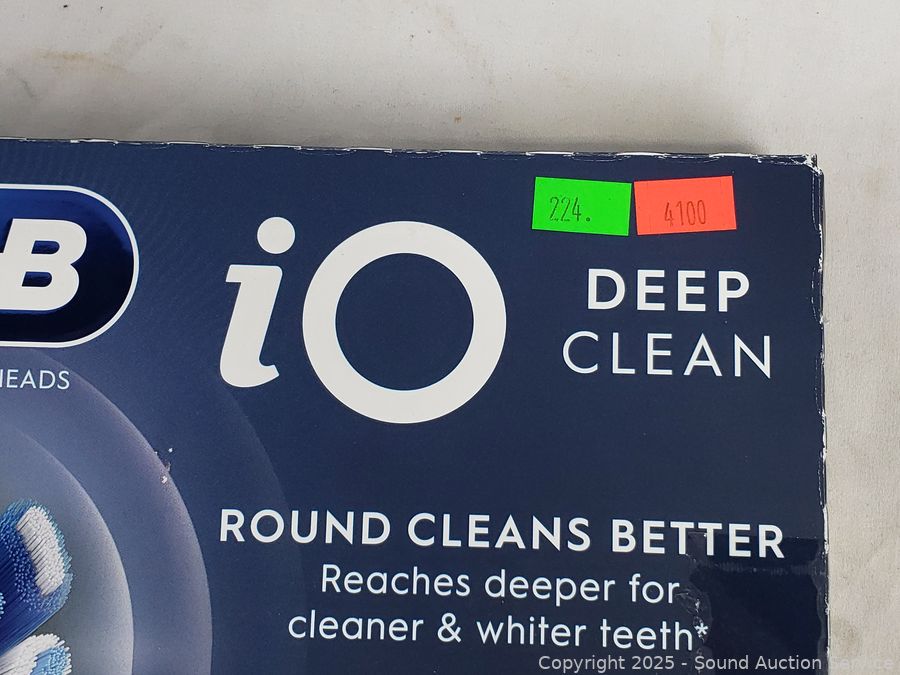 224. 4100
B
iO
DEEP
CLEAN
HEADS
ROUND CLEANS BETTER
Reaches deeper for
cleaner & whiter teeth*
Copyright 2025 - Sound Auction Service